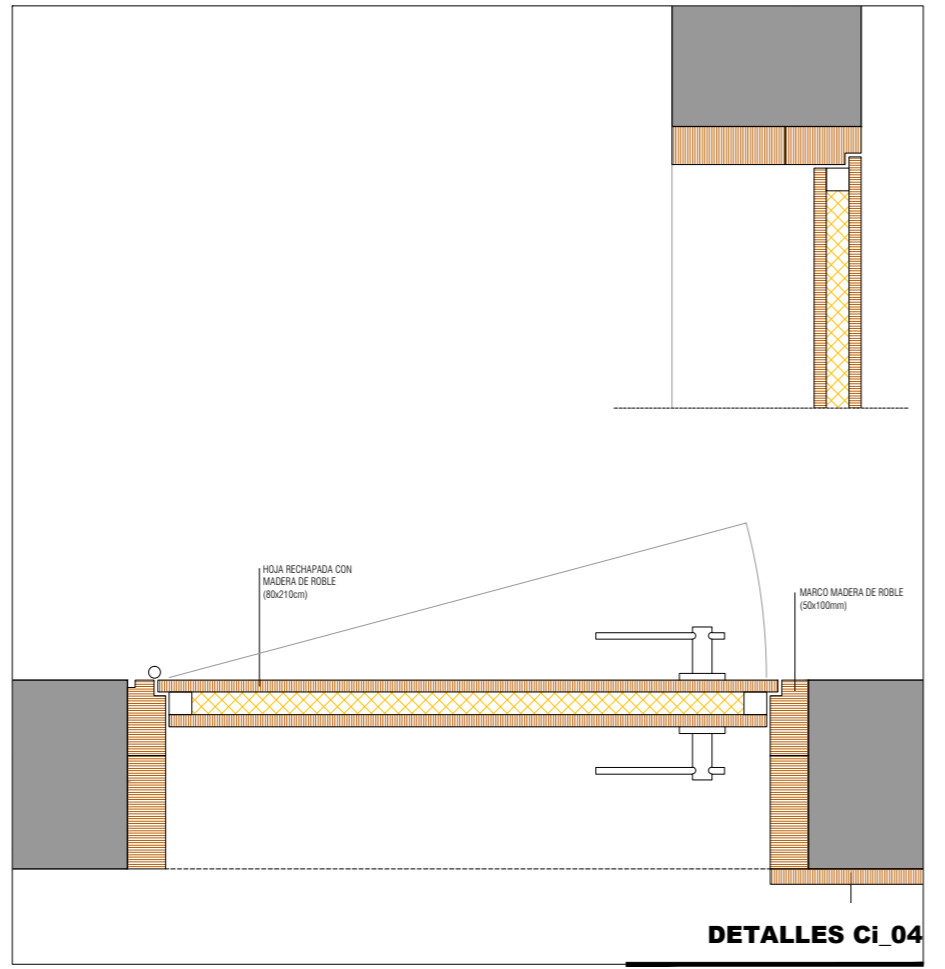 HOJA RECHAPADA CON
MADERA DE ROBLE
(80x210cm)
MARCO MADERA DE ROBLE
(50x100mm)
DETALLES Ci_04